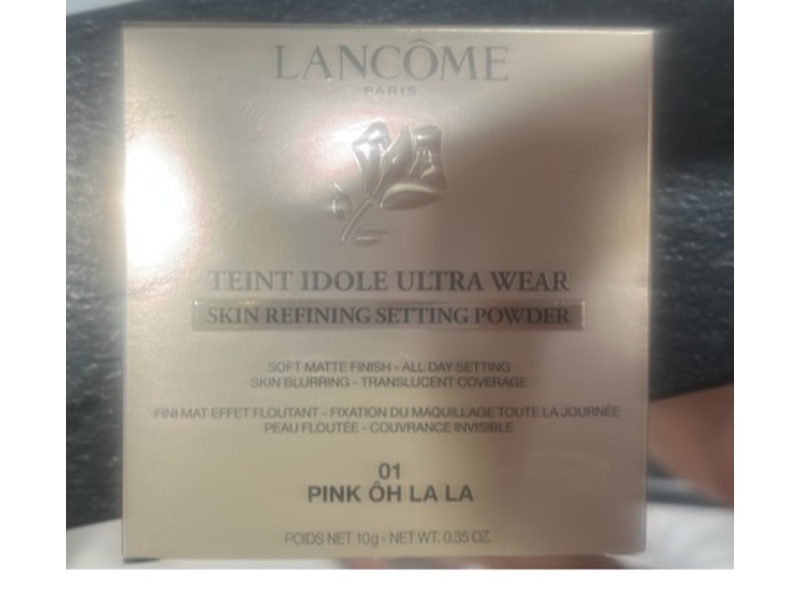 LANCÔME
PARIS
TEINT IDOLE ULTRA WEAR
SKIN REFINING SETTING POWDER
SOFT MATTE FINISH - ALL DAY SETTING
SKIN BLURRING - TRANSLUCENT COVERAGE
FINI MAT EFFET FLOUTANT - FIXATION DU MAQUILLAGE TOUTE LA JOURNÉE
PEAU FLOUTÉE - COUVRANCE INVISIBLE
01
PINK ÔH LA LA
POIDS NET 10g - NET WT. 0.35 OZ.